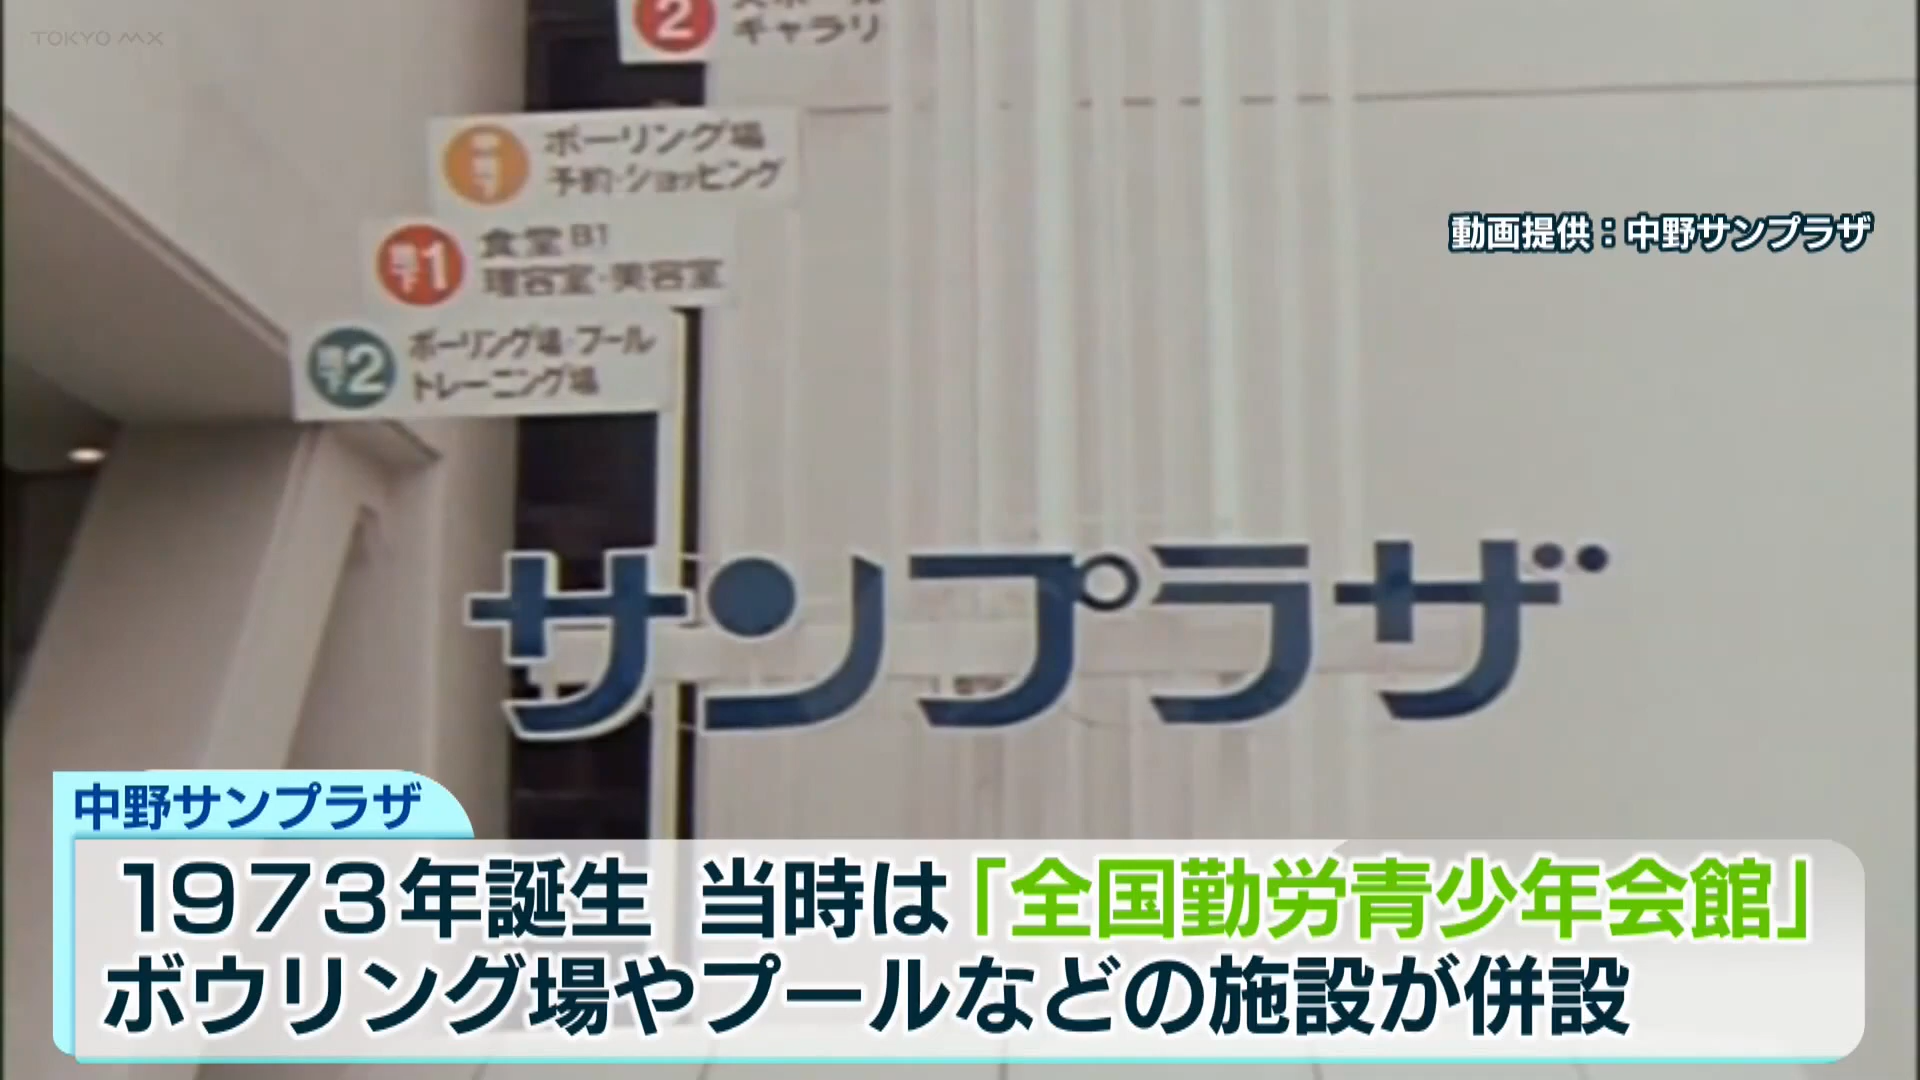 TOKYO MX
2
ギャラリ
ボーリング場
予約・ショッピング
動画提供：中野サンプラザ
地下1
食堂 B1
理容室・美容室
地下2
ボーリング場・プール
トレーニング場
サンプラザ
中野サンプラザ
1973年誕生 当時は「全国勤労青少年会館」
ボウリング場やプールなどの施設が併設